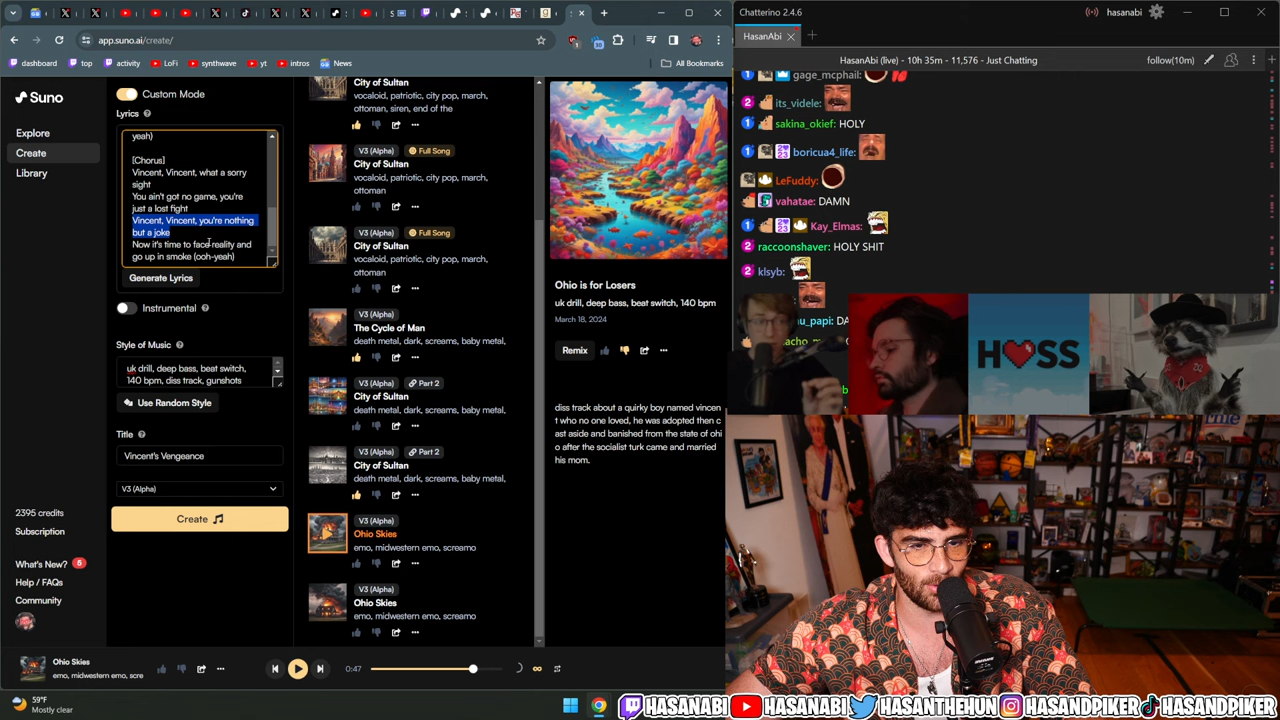 app.suno.ai/create/
dashboard
top
activity
LoFi
synthwave
yt
intros
News
All Bookmarks
Suno
Explore
Create
Library
2395 credits
Subscription
What's New?
5
Help / FAQs
Community
Custom Mode
Lyrics
yeah)
[Chorus]
Vincent, Vincent, what a sorry
sight
You ain't got no game, you're
just a lost fight
Vincent, Vincent, you're nothing
but a joke
Now it's time to face reality and
go up in smoke (ooh-yeah)
Generate Lyrics
Instrumental
Style of Music
uk drill, deep bass, beat switch,
140 bpm, diss track, gunshots
Use Random Style
Title
Vincent's Vengeance
V3 (Alpha)
Create
City of Sultan
vocaloid, patriotic, city pop, march,
ottoman, siren, end of the
V3 (Alpha) Full Song
City of Sultan
vocaloid, patriotic, city pop, march,
ottoman
V3 (Alpha) Full Song
City of Sultan
vocaloid, patriotic, city pop, march,
ottoman
V3 (Alpha)
The Cycle of Man
death metal, dark, screams, baby metal,
V3 (Alpha) Part 2
City of Sultan
death metal, dark, screams, baby metal,
V3 (Alpha) Part 2
City of Sultan
death metal, dark, screams, baby metal,
V3 (Alpha)
Ohio Skies
emo, midwestern emo, screamo
V3 (Alpha)
Ohio Skies
emo, midwestern emo, screamo
Ohio is for Losers
uk drill, deep bass, beat switch, 140 bpm
March 18, 2024
Remix
diss track about a quirky boy named vincen
t who no one loved, he was adopted then c
ast aside and banished from the state of ohi
o after the socialist turk came and married
his mom.
Ohio Skies
emo, midwestern emo, scre
0:47
59°F
Mostly clear
Chatterino 2.4.6
hasanabi
HasanAbi
HasanAbi (live) - 10h 35m - 11,576 - Just Chatting
follow(10m)
gage_mcphail:
its_videle:
sakina_okief: HOLY
boricua_life:
LeFuddy:
vahatae: DAMN
Kay_Elmas:
raccoonshaver: HOLY SHIT
klsyb:
H SS
HASANABI
HASANABI
HASANTHEHUN
HASANDPIKER
HASANDPIKER